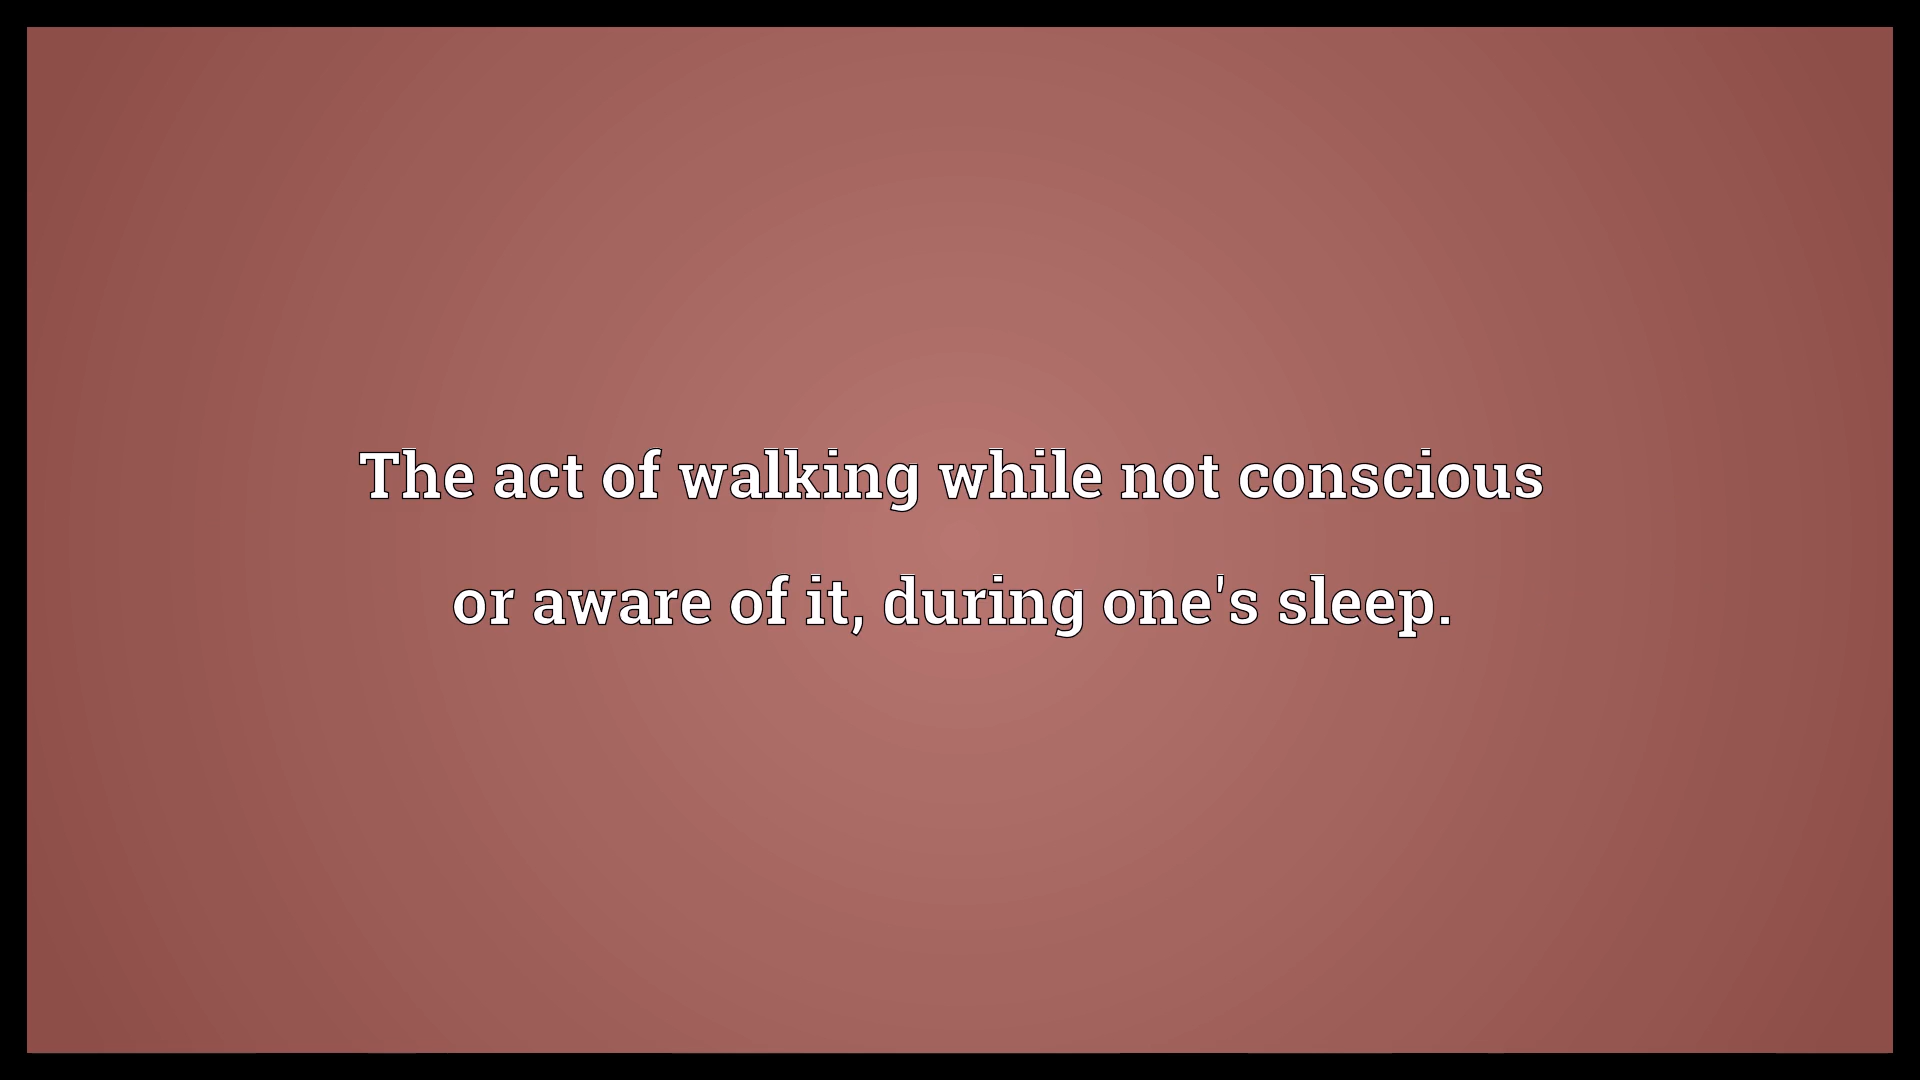 The act of walking while not conscious
or aware of it, during one's sleep.